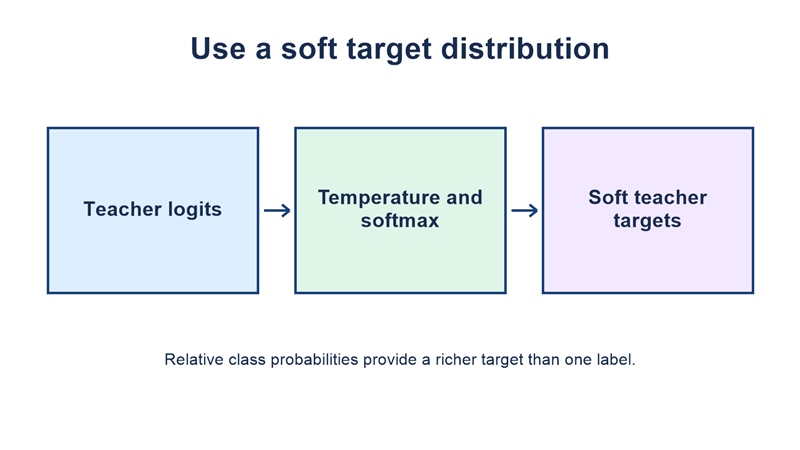 Use a soft target distribution
Teacher logits
Temperature and
softmax
Soft teacher
targets
Relative class probabilities provide a richer target than one label.